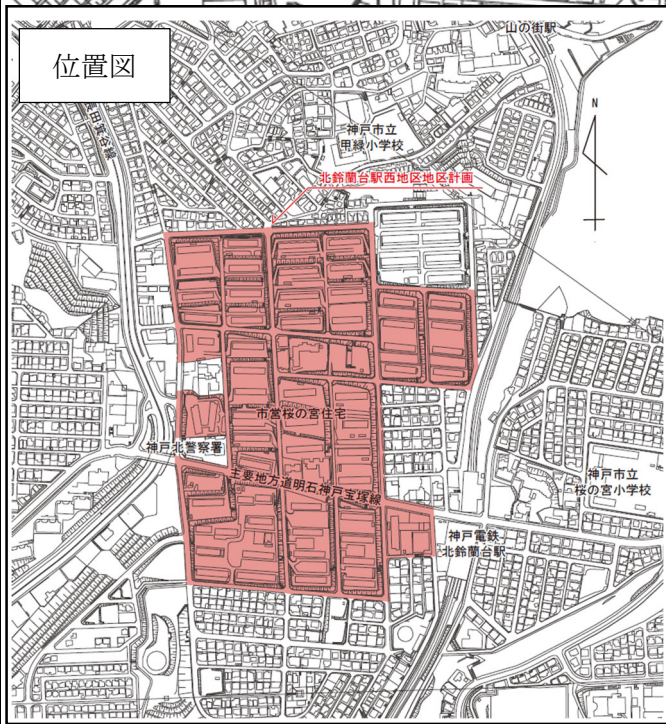 位置図
山の街駅
N
神戸市立
甲緑小学校
北鈴蘭台駅西地区地区計画
市営桜の宮住宅
神戸北警察署
主要地方道明石神戸宝塚線
神戸市立
桜の宮小学校
神戸電鉄
北鈴蘭台駅